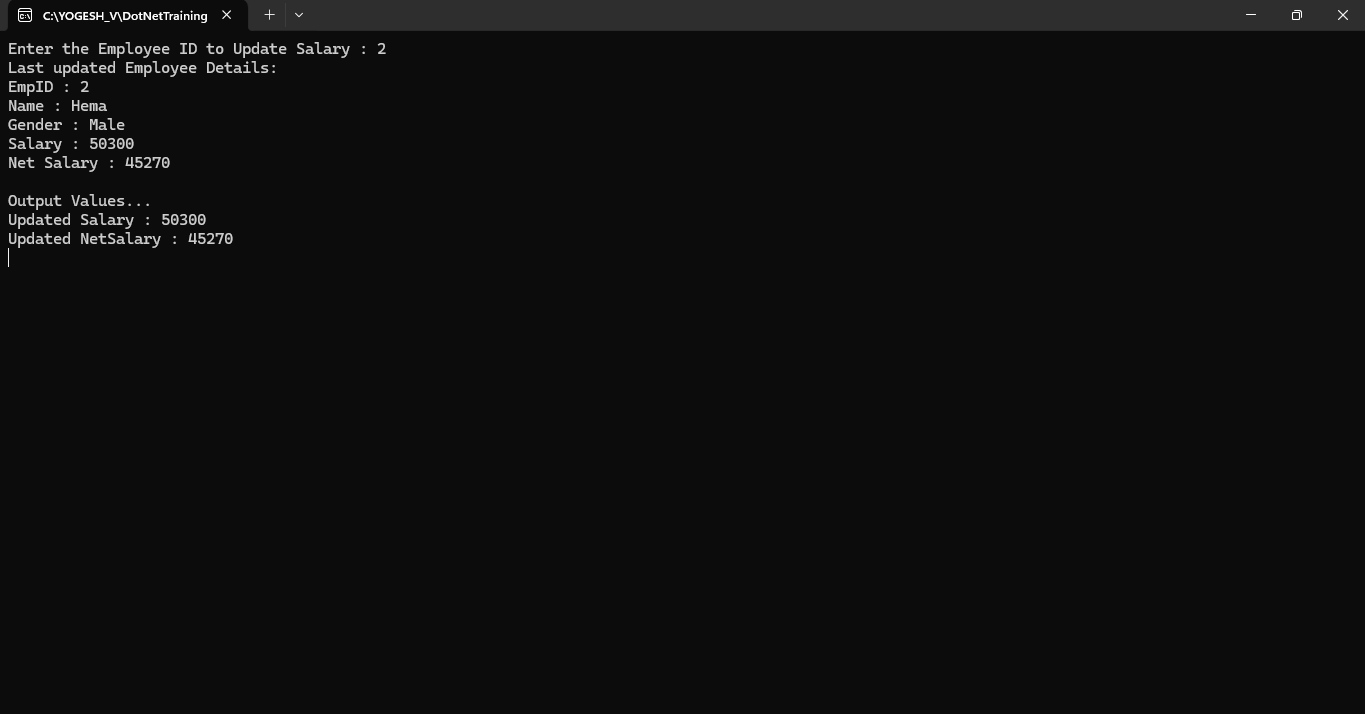 C:\YOGESH_V\DotNetTraining
Enter the Employee ID to Update Salary : 2
Last updated Employee Details:
EmpID : 2
Name : Hema
Gender : Male
Salary : 50300
Net Salary : 45270
Output Values...
Updated Salary : 50300
Updated NetSalary : 45270